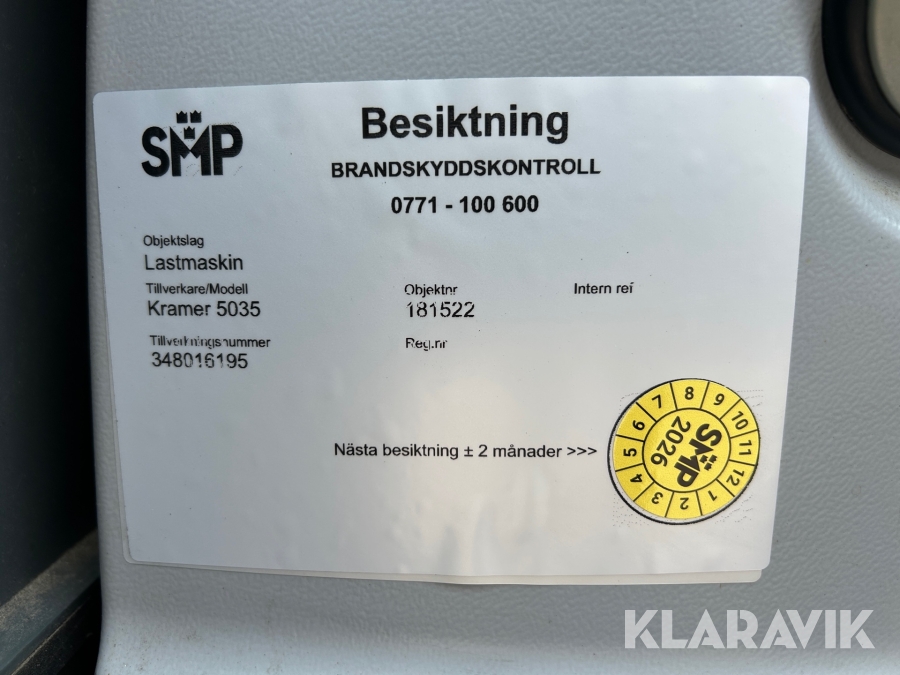 SMP
Besiktning
BRANDSKYDDSKONTROLL
0771 - 100 600
Objektslag
Lastmaskin
Tillverkare/Modell
Kramer 5035
Objektnr
181522
Intern ref
Tillverkningsnummer
348016195
Reg.nr
Nästa besiktning ± 2 månader >>>
1 2 3 4 5 6 7 8 9 10 11 12
SMP
2026
KLARAVIK